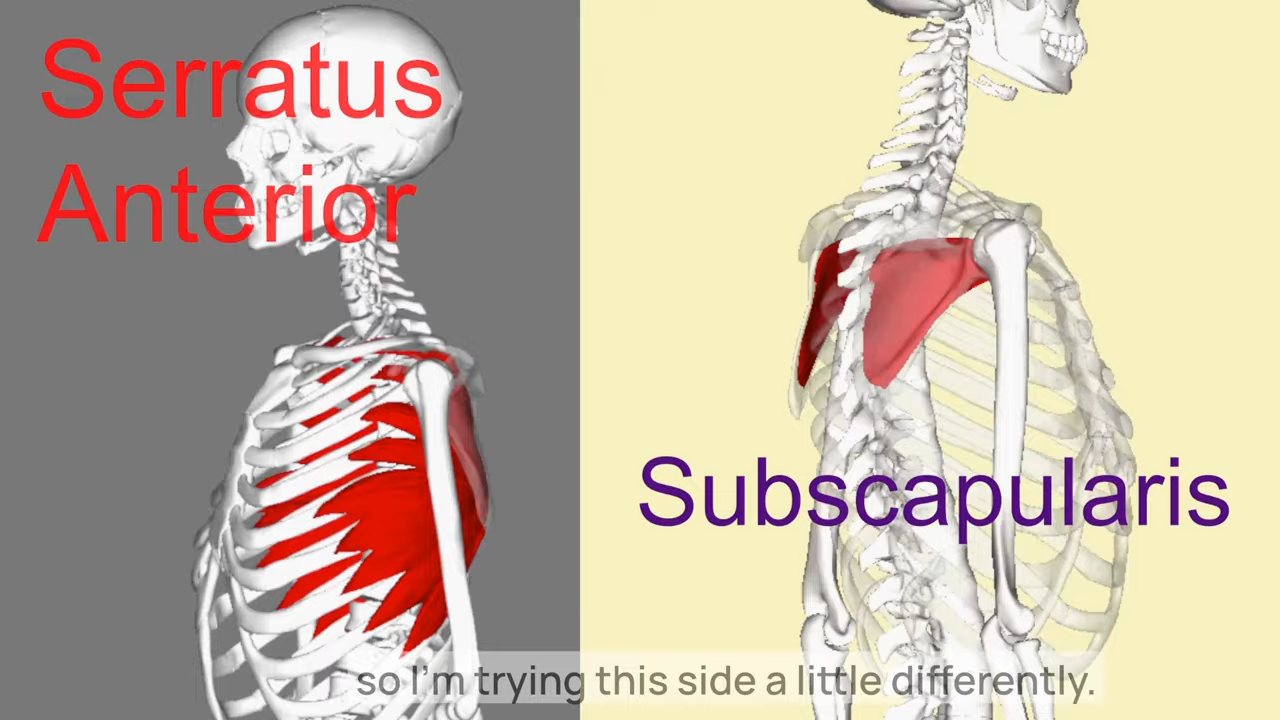 Serratus
Anterior
Subscapularis
so I'm trying this side a little differently.